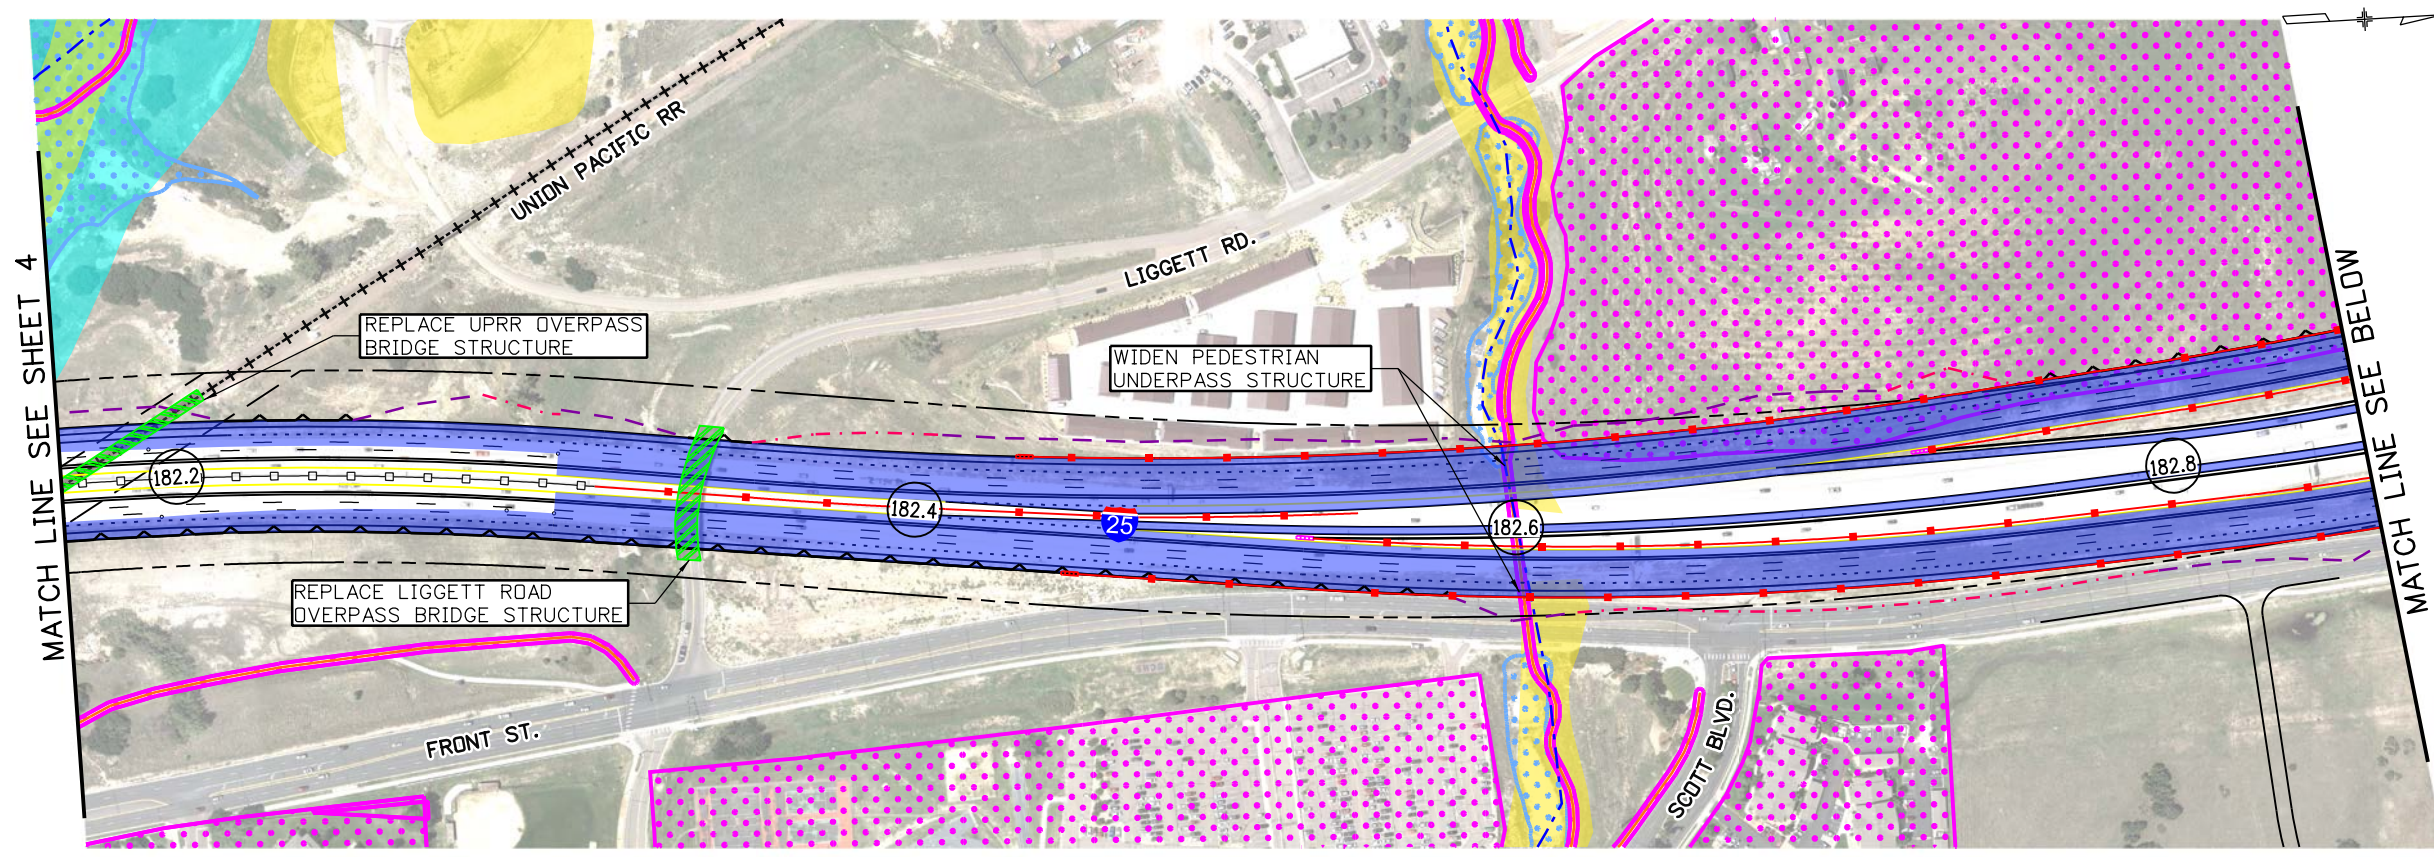 MATCH LINE SEE SHEET 4
UNION PACIFIC RR
LIGGETT RD.
REPLACE UPRR OVERPASS
BRIDGE STRUCTURE
WIDEN PEDESTRIAN
UNDERPASS STRUCTURE
MATCH LINE SEE BELOW
182.2
182.4
25
182.6
182.8
REPLACE LIGGETT ROAD
OVERPASS BRIDGE STRUCTURE
FRONT ST.
SCOTT BLVD.